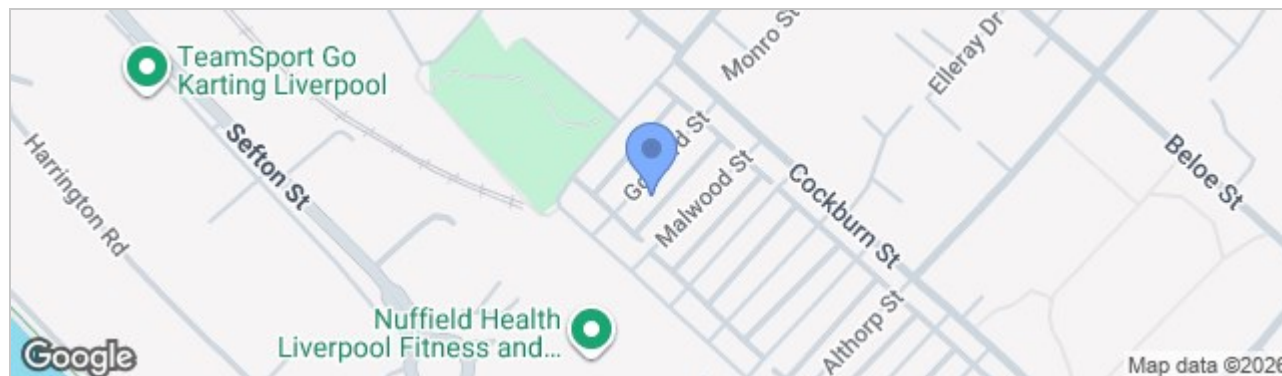 TeamSport Go
Karting Liverpool
Harrington Rd
Sefton St
Monro St
Elleray Dr
Beloe St
Malwood St
Cockburn St
Althorp St
Nuffield Health
Liverpool Fitness and...
Google
Map data ©2026